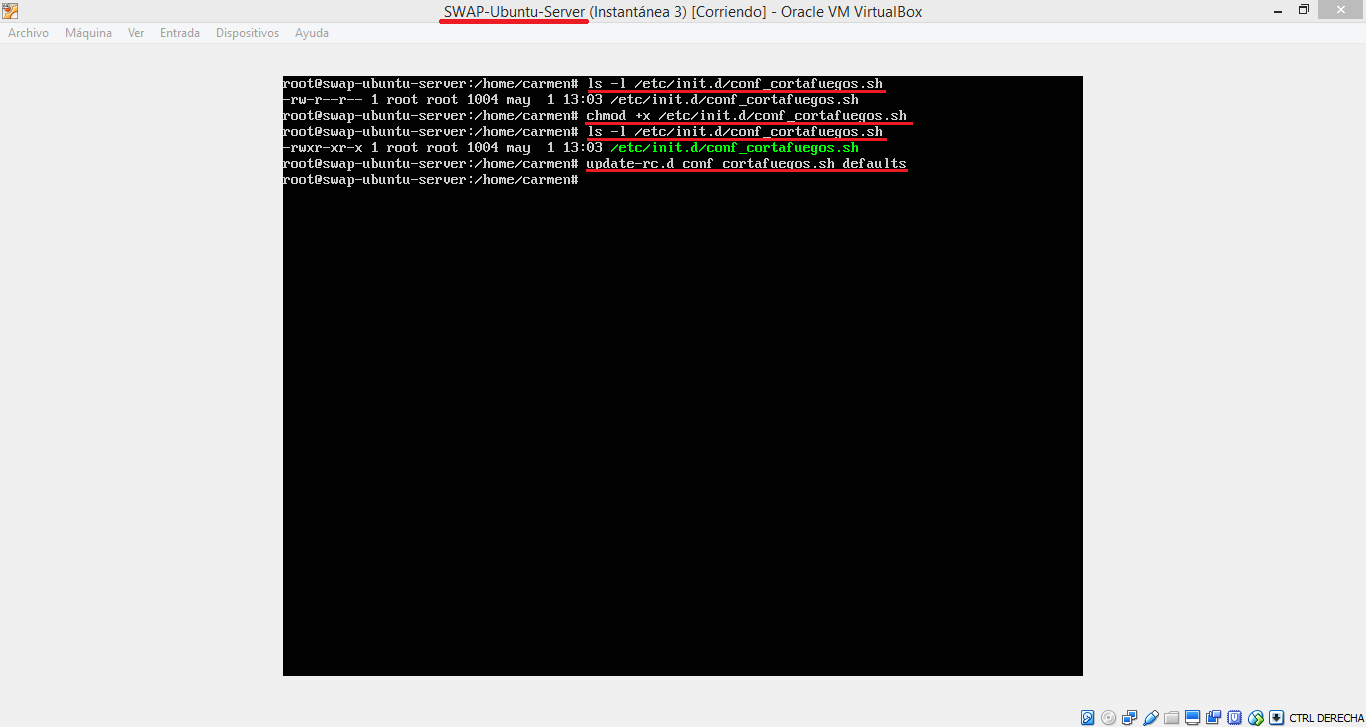 SWAP-Ubuntu-Server (Instantánea 3) [Corriendo] - Oracle VM VirtualBox
Archivo Máquina Ver Entrada Dispositivos Ayuda
root@swap-ubuntu-server:/home/carmen# ls -l /etc/init.d/conf_cortafuegos.sh
-rw-r--r-- 1 root root 1004 may  1 13:03 /etc/init.d/conf_cortafuegos.sh
root@swap-ubuntu-server:/home/carmen# chmod +x /etc/init.d/conf_cortafuegos.sh
root@swap-ubuntu-server:/home/carmen# ls -l /etc/init.d/conf_cortafuegos.sh
-rwxr-xr-x 1 root root 1004 may  1 13:03 /etc/init.d/conf_cortafuegos.sh
root@swap-ubuntu-server:/home/carmen# update-rc.d conf_cortafuegos.sh defaults
root@swap-ubuntu-server:/home/carmen#
CTRL DERECHA